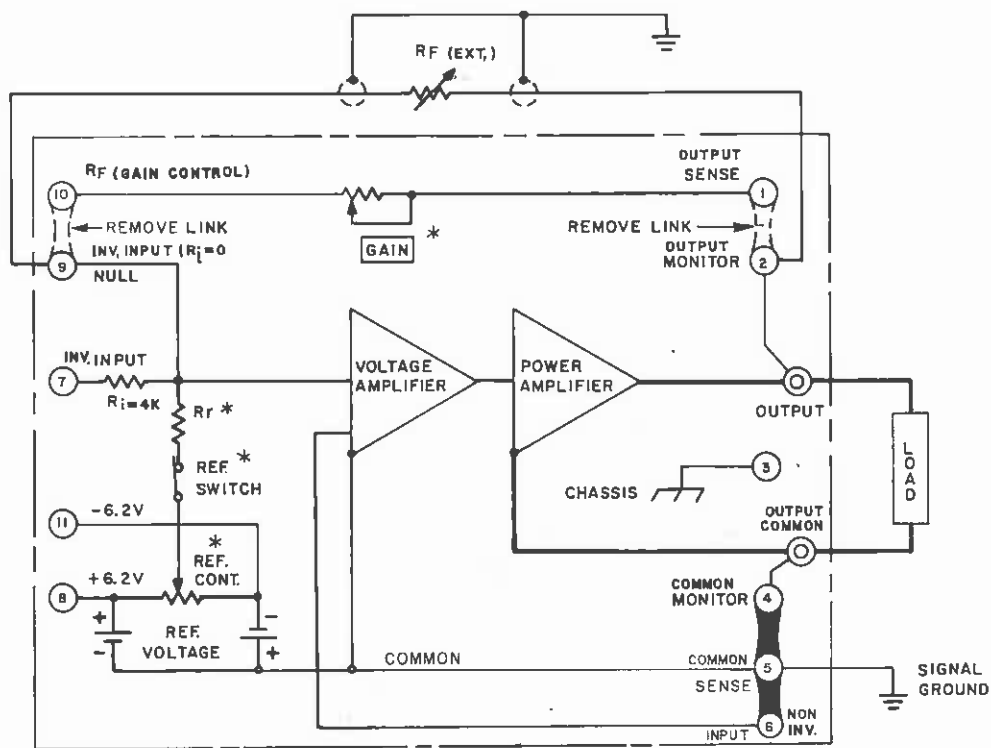 RF (EXT.)
RF (GAIN CONTROL)
OUTPUT
SENSE
10
1
REMOVE LINK
REMOVE LINK
GAIN
*
INV, INPUT (Ri=0
NULL
OUTPUT
MONITOR
9
2
INV. INPUT
7
Ri=4K
VOLTAGE
AMPLIFIER
POWER
AMPLIFIER
OUTPUT
Rr *
REF. *
SWITCH
CHASSIS
3
LOAD
11
-6.2V
OUTPUT
COMMON
*
REF.
CONT.
8
+6.2V
COMMON
MONITOR
4
+
-
-
+
REF.
VOLTAGE
COMMON
COMMON
SENSE
5
SIGNAL
GROUND
INPUT
6
NON
INV.